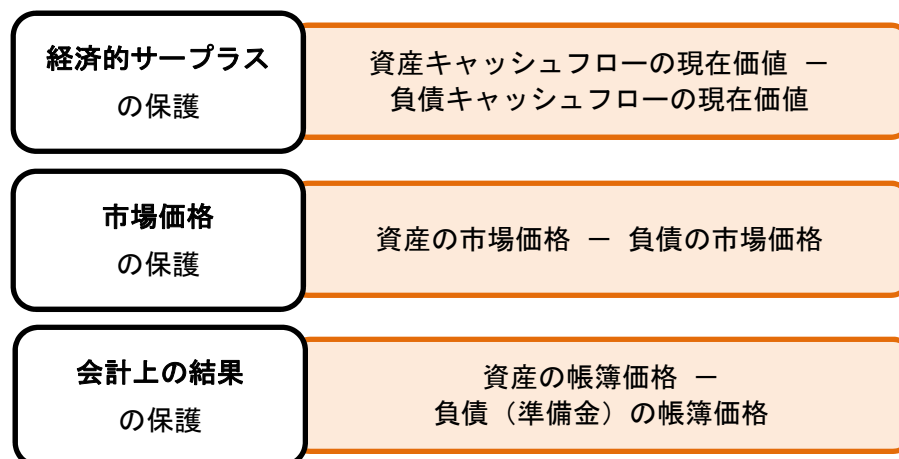 経済的サープラス
の保護
資産キャッシュフローの現在価値 －
負債キャッシュフローの現在価値
市場価格
の保護
資産の市場価格 － 負債の市場価格
会計上の結果
の保護
資産の帳簿価格 －
負債（準備金）の帳簿価格